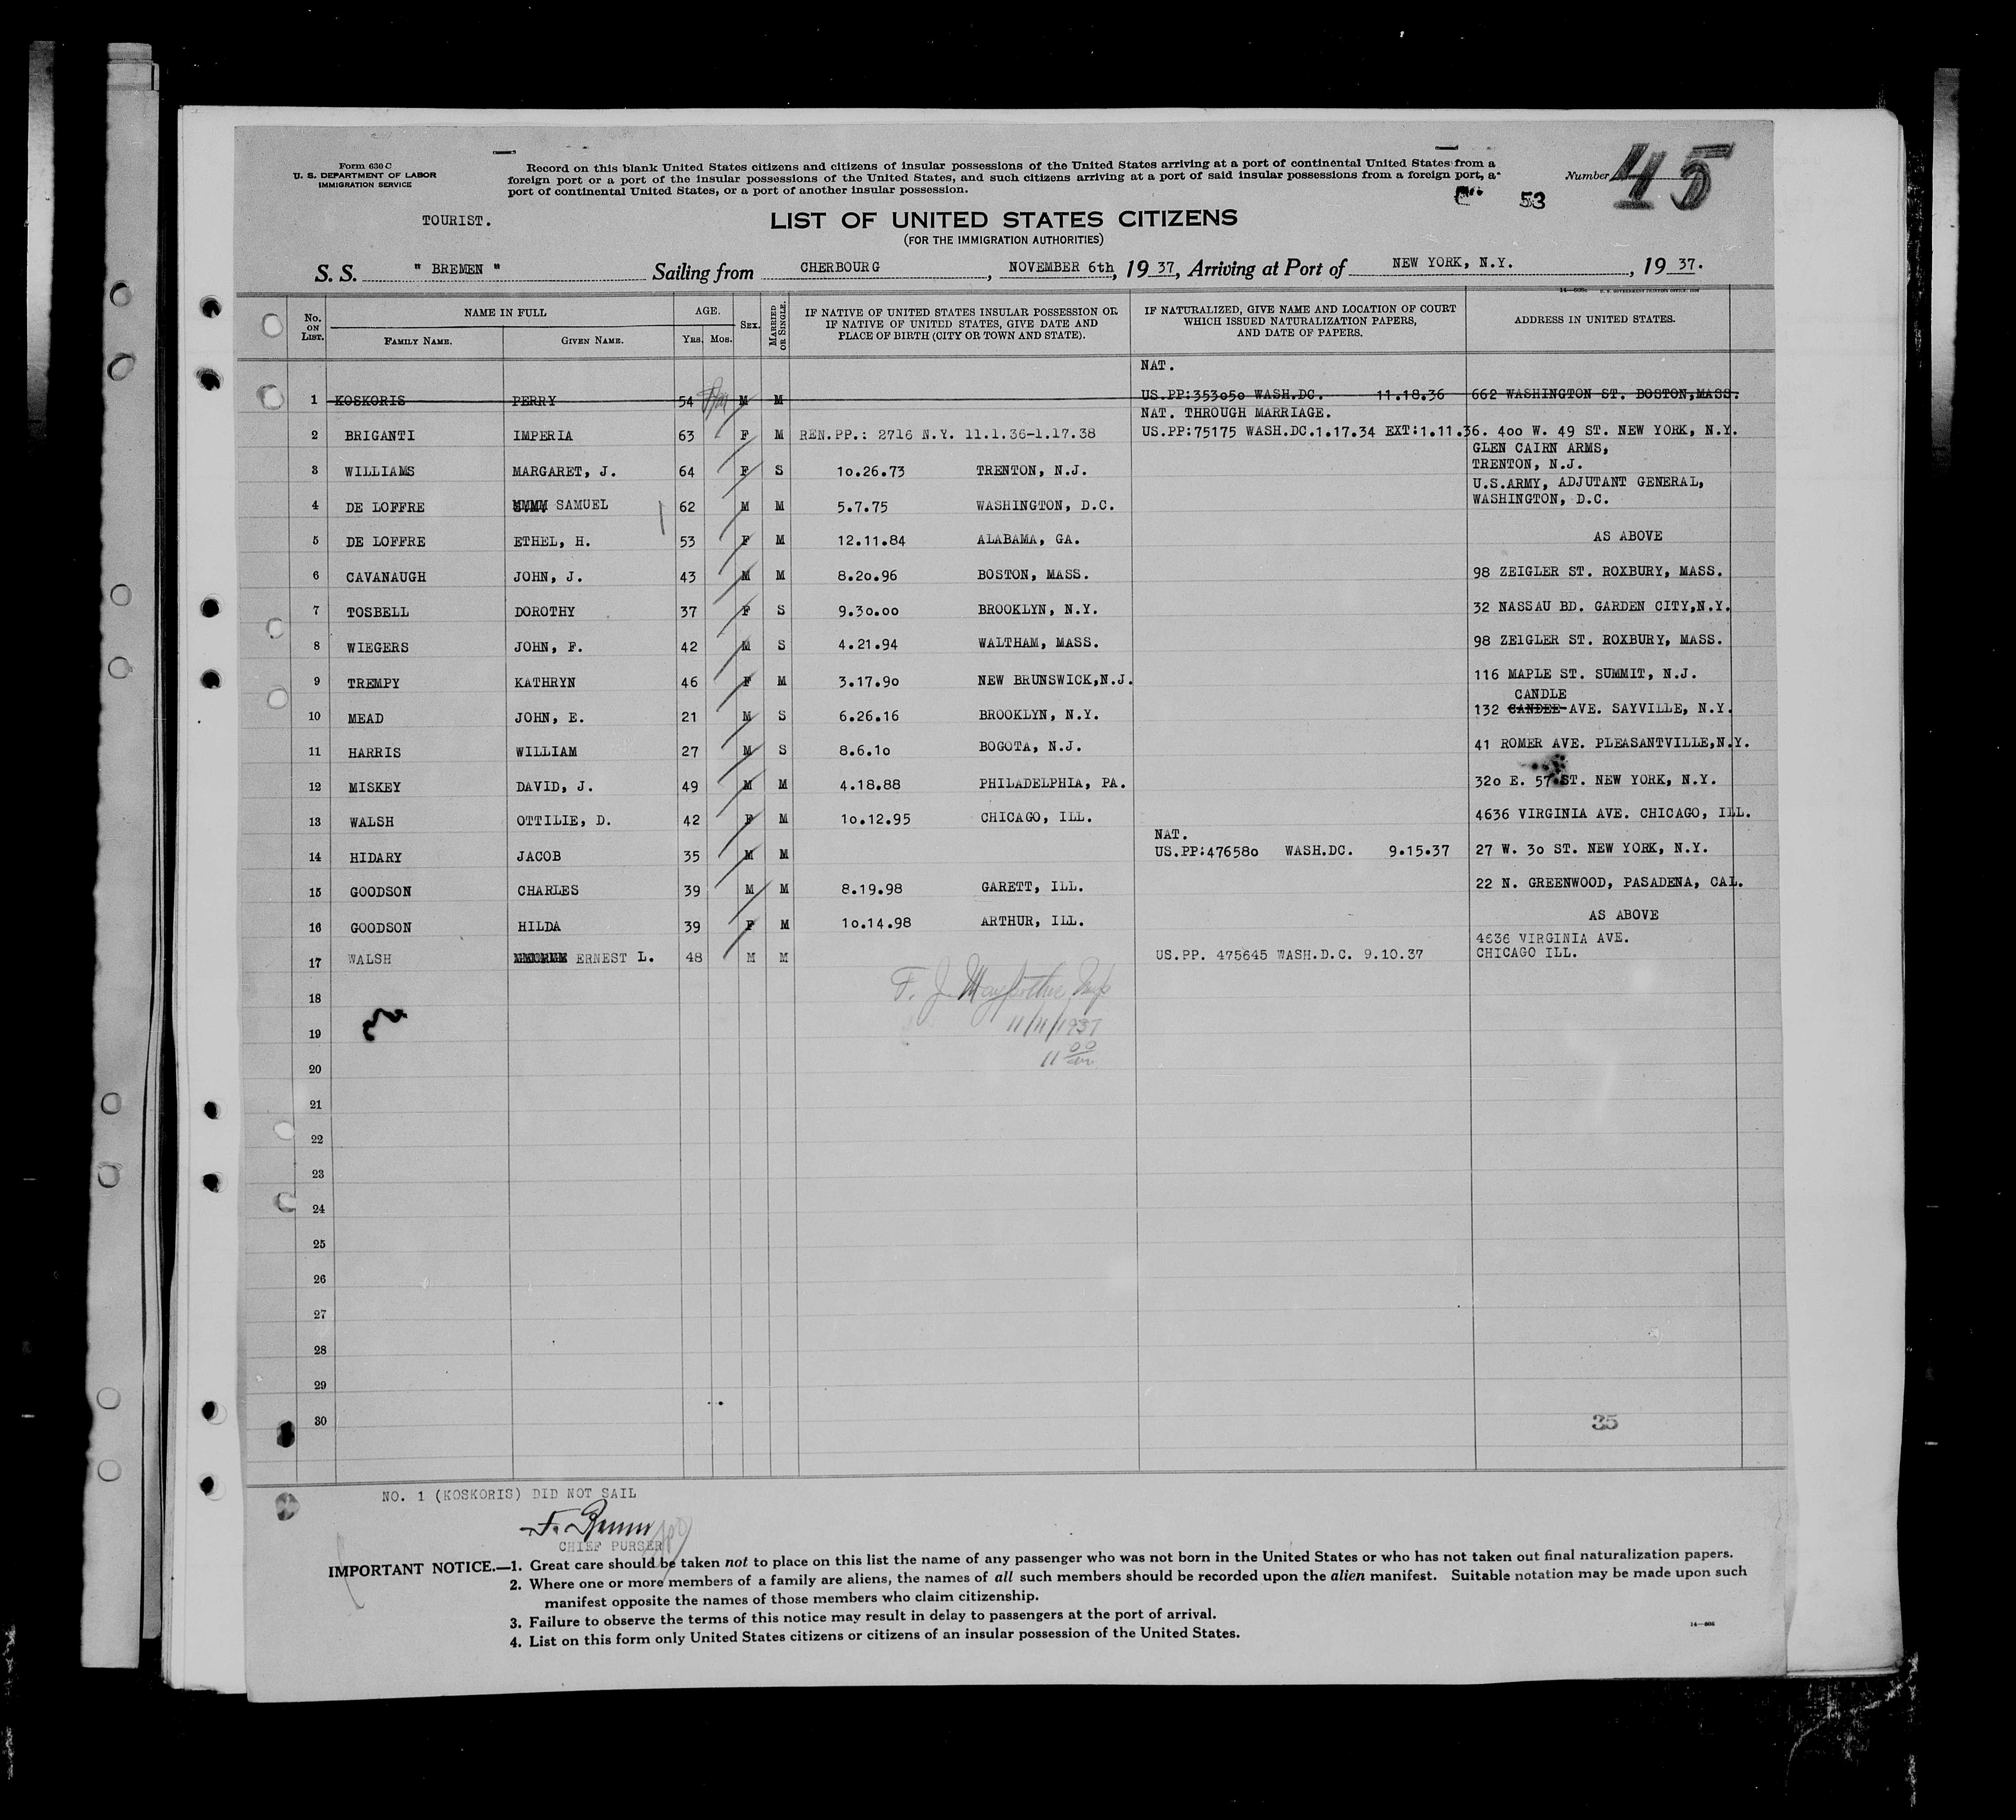 Form 630 C
U. S. DEPARTMENT OF LABOR
IMMIGRATION SERVICE
Record on this blank United States citizens and citizens of insular possessions of the United States arriving at a port of continental United States from a
foreign port or a port of the insular possessions of the United States, and such citizens arriving at a port of said insular possessions from a foreign port, a
port of continental United States, or a port of another insular possession.
Number 45
53
TOURIST.
LIST OF UNITED STATES CITIZENS
(FOR THE IMMIGRATION AUTHORITIES)
S. S. " BREMEN " Sailing from CHERBOURG, NOVEMBER 6th, 19 37, Arriving at Port of NEW YORK, N.Y., 19 37.
No. ON LIST. NAME IN FULL FAMILY NAME. GIVEN NAME. AGE. YRS. MOS. SEX. MARRIED OR SINGLE. IF NATIVE OF UNITED STATES INSULAR POSSESSION OR IF NATIVE OF UNITED STATES, GIVE DATE AND PLACE OF BIRTH (CITY OR TOWN AND STATE). IF NATURALIZED, GIVE NAME AND LOCATION OF COURT WHICH ISSUED NATURALIZATION PAPERS, AND DATE OF PAPERS. ADDRESS IN UNITED STATES.
NAT.
1 KOSKORIS PERRY 54 M M US.PP:353050 WASH.DC. 11.18.36 662 WASHINGTON ST. BOSTON,MASS.
NAT. THROUGH MARRIAGE.
2 BRIGANTI IMPERIA 63 F M REN.PP.: 2716 N.Y. 11.1.36-1.17.38 US.PP:75175 WASH.DC.1.17.34 EXT:1.11.36. 400 W. 49 ST. NEW YORK, N.Y.
GLEN CAIRN ARMS,
3 WILLIAMS MARGARET, J. 64 F S 10.26.73 TRENTON, N.J. TRENTON, N.J.
U.S.ARMY, ADJUTANT GENERAL,
4 DE LOFFRE SAMUEL 62 M M 5.7.75 WASHINGTON, D.C. WASHINGTON, D.C.
5 DE LOFFRE ETHEL, H. 53 F M 12.11.84 ALABAMA, GA. AS ABOVE
6 CAVANAUGH JOHN, J. 43 M M 8.20.96 BOSTON, MASS. 98 ZEIGLER ST. ROXBURY, MASS.
7 TOSBELL DOROTHY 37 F S 9.30.00 BROOKLYN, N.Y. 32 NASSAU BD. GARDEN CITY,N.Y.
8 WIEGERS JOHN, F. 42 M S 4.21.94 WALTHAM, MASS. 98 ZEIGLER ST. ROXBURY, MASS.
9 TREMPY KATHRYN 46 F M 3.17.90 NEW BRUNSWICK,N.J. 116 MAPLE ST. SUMMIT, N.J.
CANDLE
10 MEAD JOHN, E. 21 M S 6.26.16 BROOKLYN, N.Y. 132 CANDEE AVE. SAYVILLE, N.Y.
11 HARRIS WILLIAM 27 M S 8.6.10 BOGOTA, N.J. 41 ROMER AVE. PLEASANTVILLE,N.Y.
12 MISKEY DAVID, J. 49 M M 4.18.88 PHILADELPHIA, PA. 320 E. 57 ST. NEW YORK, N.Y.
13 WALSH OTTILIE, D. 42 F M 10.12.95 CHICAGO, ILL. 4636 VIRGINIA AVE. CHICAGO, ILL.
NAT.
14 HIDARY JACOB 35 M M US.PP:476580 WASH.DC. 9.15.37 27 W. 30 ST. NEW YORK, N.Y.
15 GOODSON CHARLES 39 M M 8.19.98 GARETT, ILL. 22 N. GREENWOOD, PASADENA, CAL.
16 GOODSON HILDA 39 F M 10.14.98 ARTHUR, ILL. AS ABOVE
4636 VIRGINIA AVE.
17 WALSH ERNEST L. 48 M M US.PP. 475645 WASH.D.C. 9.10.37 CHICAGO ILL.
18
19 11/11/1937
20 11 00 am
21
22
23
24
25
26
27
28
29
30
35
NO. 1 (KOSKORIS) DID NOT SAIL
CHIEF PURSER
IMPORTANT NOTICE.—1. Great care should be taken not to place on this list the name of any passenger who was not born in the United States or who has not taken out final naturalization papers.
2. Where one or more members of a family are aliens, the names of all such members should be recorded upon the alien manifest. Suitable notation may be made upon such
manifest opposite the names of those members who claim citizenship.
3. Failure to observe the terms of this notice may result in delay to passengers at the port of arrival.
4. List on this form only United States citizens or citizens of an insular possession of the United States.